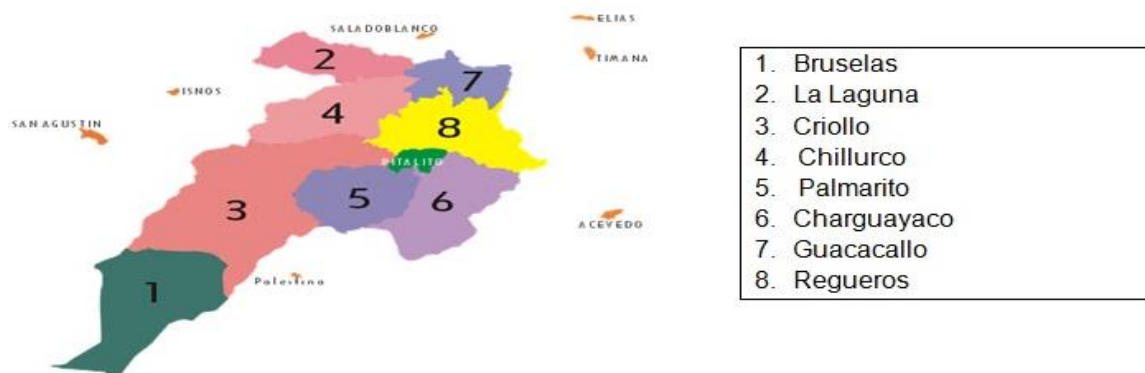 ELIAS
SALADOBLANCO
TIMANA
2
7
ISNOS
4
8
SAN AGUSTIN
PITALITO
5
6
3
ACEVEDO
Palestina
1
1. Bruselas
2. La Laguna
3. Criollo
4. Chillurco
5. Palmarito
6. Charguayaco
7. Guacacallo
8. Regueros